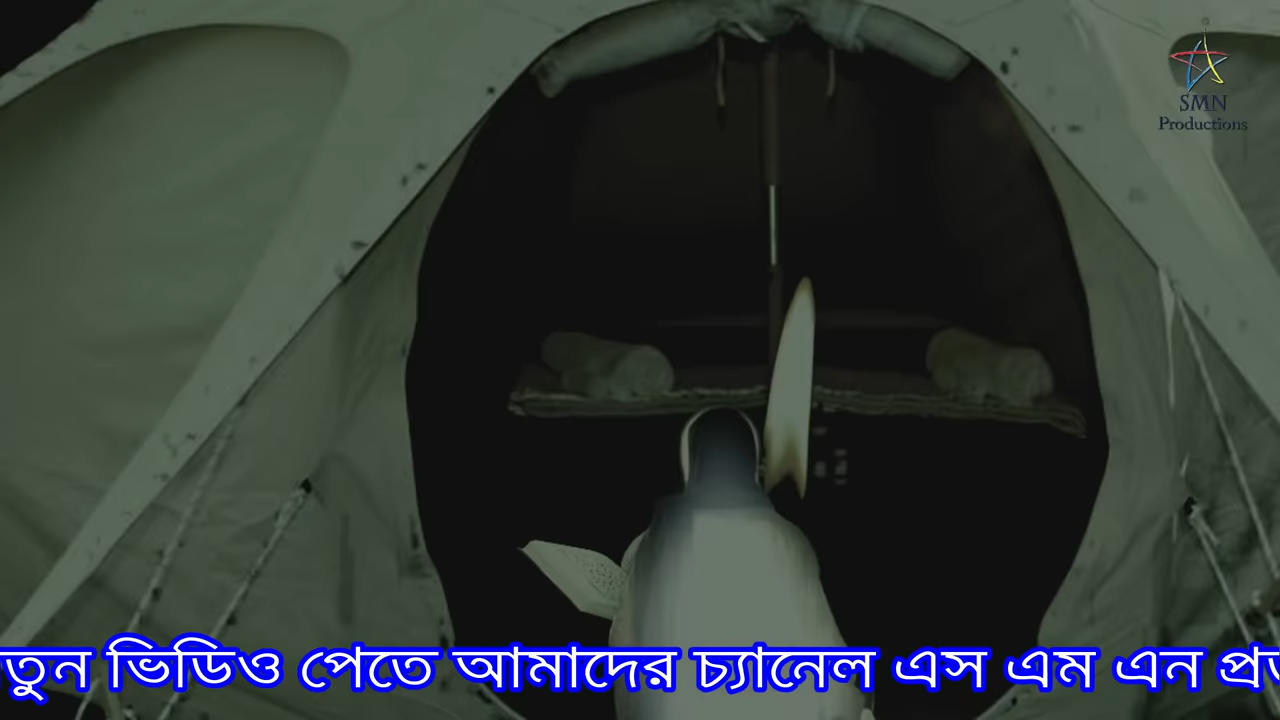 SMN
Productions
ভিডিও পেতে আমাদের চ্যানেল এস এম এন